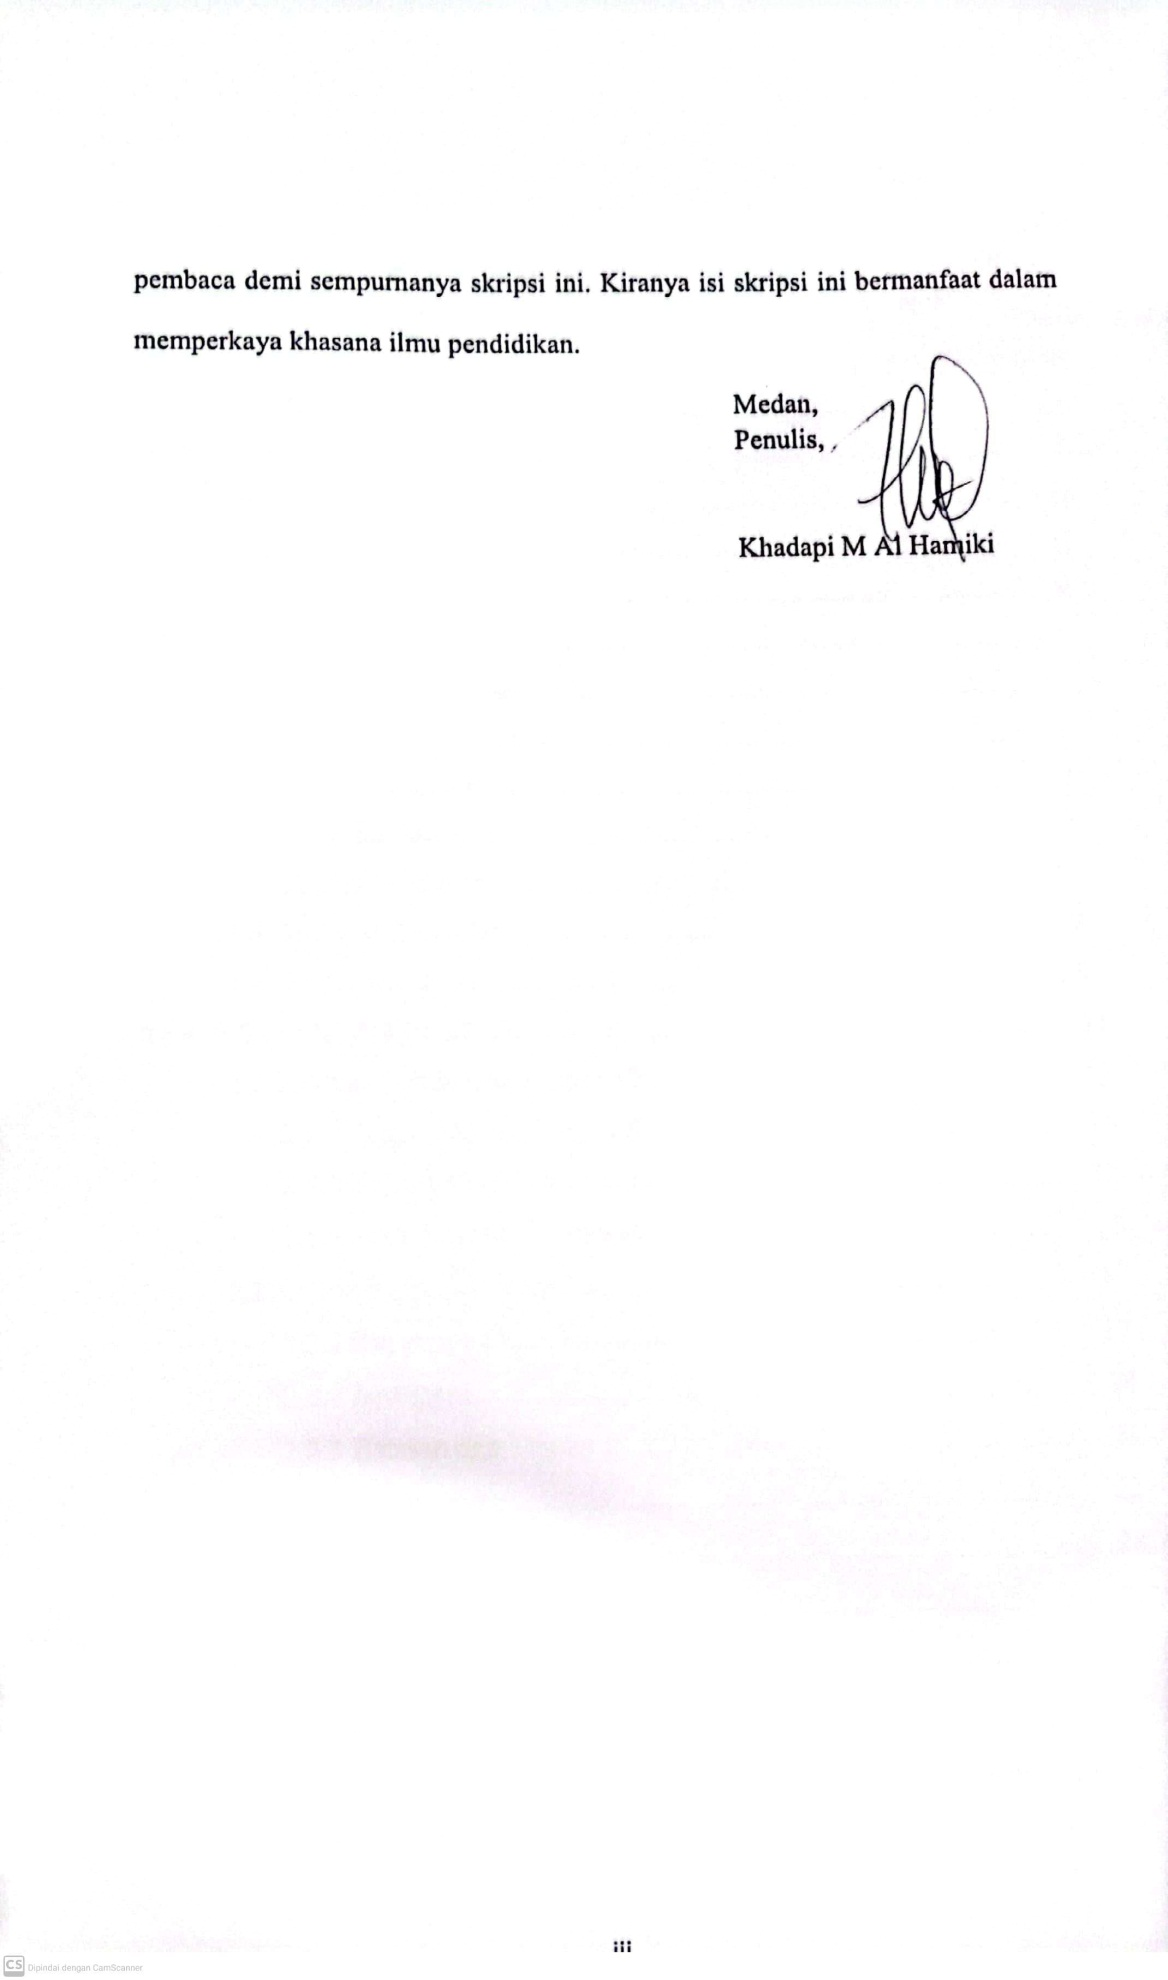 pembaca demi sempurnanya skripsi ini. Kiranya isi skripsi ini bermanfaat dalam
memperkaya khasana ilmu pendidikan.
Medan,
Penulis,
Khadapi M Al Hamiki
iii
CS Dipindai dengan CamScanner